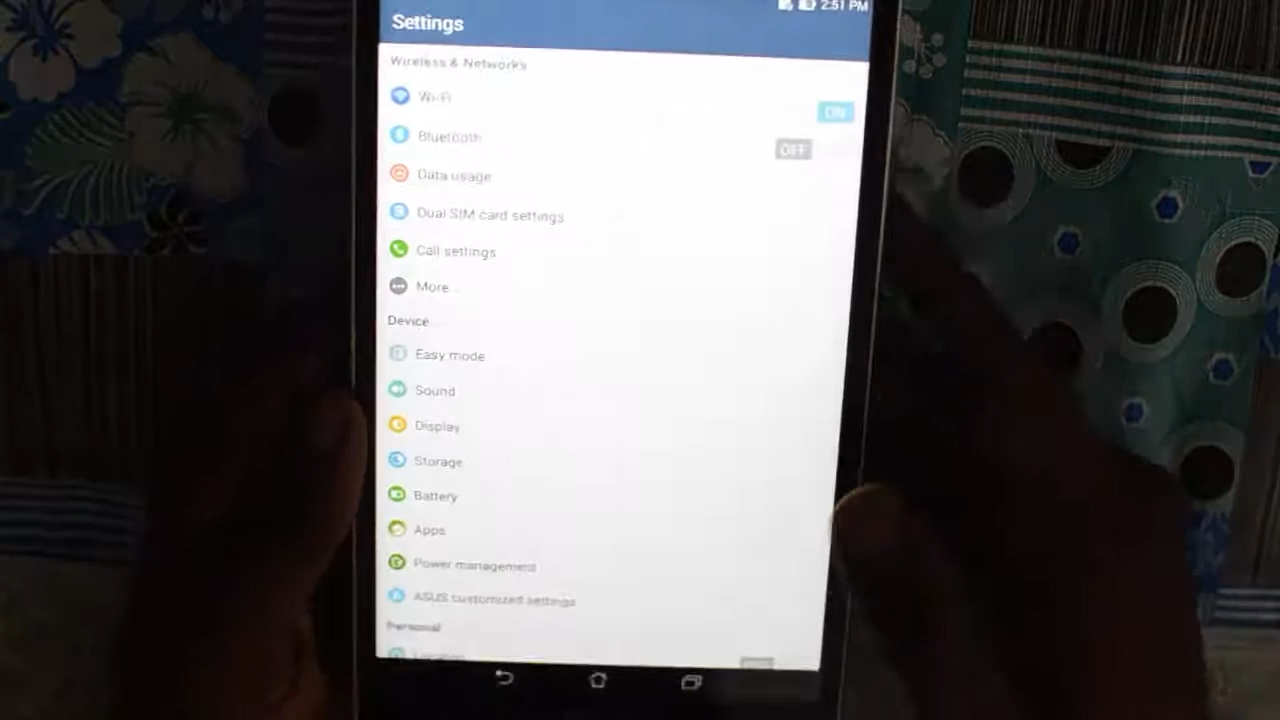 2:51 PM
Settings
Wireless & Networks
Wi-Fi
ON
Bluetooth
OFF
Data usage
Dual SIM card settings
Call settings
More...
Device
Easy mode
Sound
Display
Storage
Battery
Apps
Power management
ASUS customized settings
Personal
Location